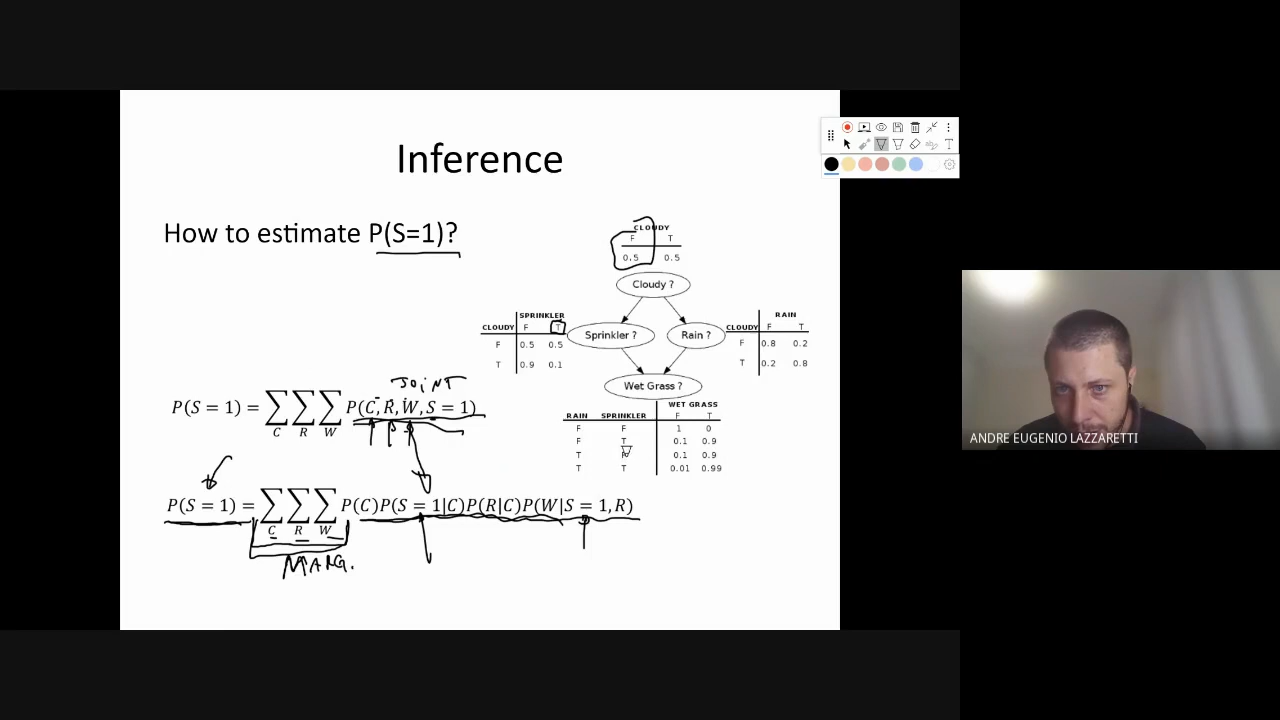 Inference
How to estimate P(S=1)?
CLOUDY
F T
0.5 0.5
Cloudy ?
SPRINKLER
CLOUDY F T
F 0.5 0.5
T 0.9 0.1
Sprinkler ?
Rain ?
RAIN
CLOUDY F T
F 0.8 0.2
T 0.2 0.8
Wet Grass ?
WET GRASS
RAIN SPRINKLER F T
F F 1 0
F T 0.1 0.9
T F 0.1 0.9
T T 0.01 0.99
JOINT
P(S = 1) = ∑C ∑R ∑W P(C, R, W, S = 1)
P(S = 1) = ∑C ∑R ∑W P(C)P(S = 1|C)P(R|C)P(W|S = 1, R)
MARG.
ANDRE EUGENIO LAZZARETTI